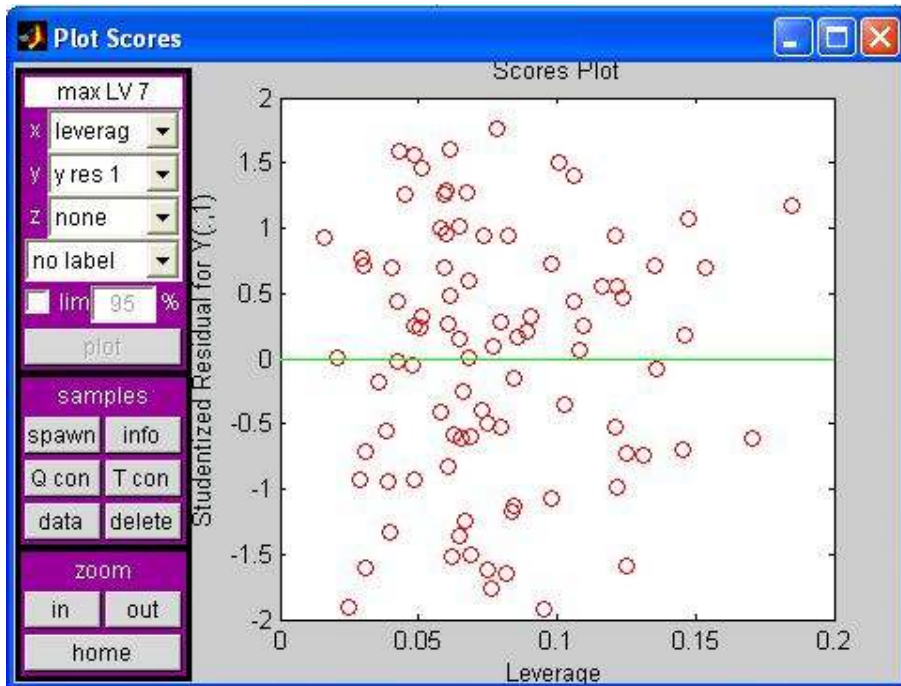 Plot Scores
max LV 7
x leverag
y y res 1
z none
no label
lim 95 %
plot
samples
spawn info
Q con T con
data delete
zoom
in out
home
Scores Plot
Studentized Residual for Y(:,1)
2
1.5
1
0.5
0
-0.5
-1
-1.5
-2
0 0.05 0.1 0.15 0.2
Leverage